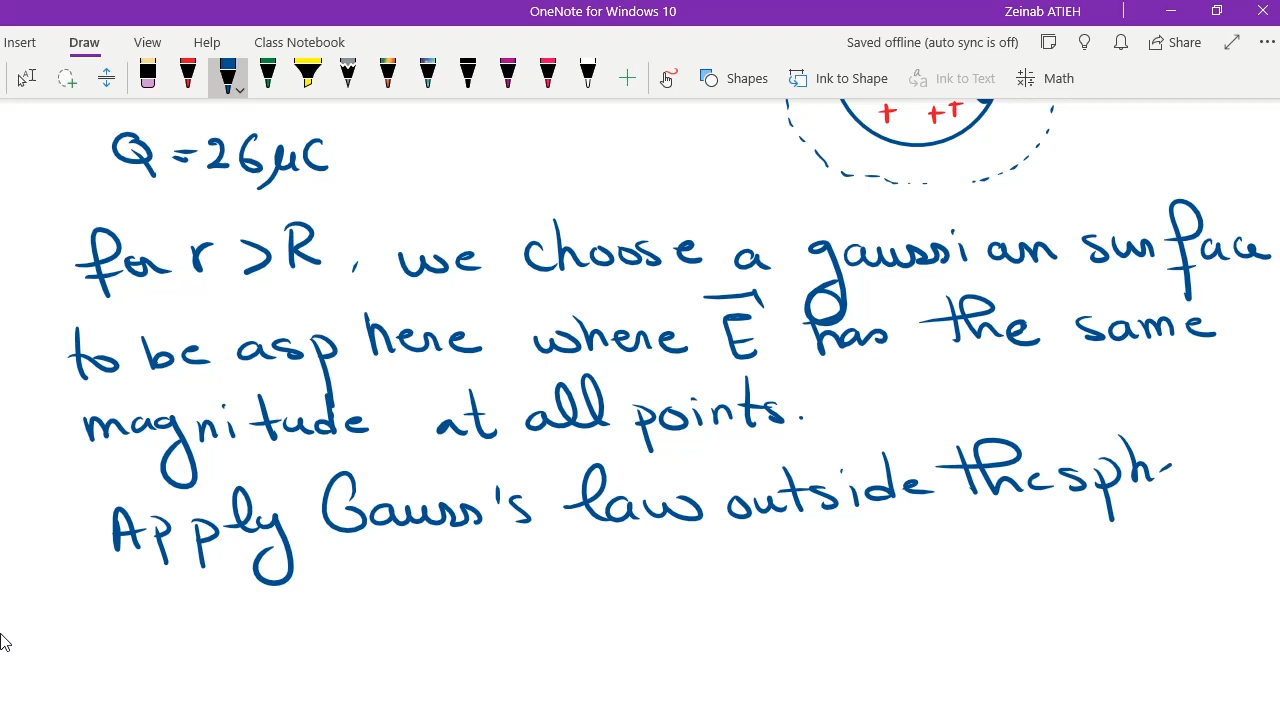 OneNote for Windows 10
Zeinab ATIEH
Insert Draw View Help Class Notebook
Saved offline (auto sync is off)
Share
Shapes
Ink to Shape
Ink to Text
Math
+ ++
Q = 26μC
for r > R, we choose a gaussian surface
to be a sphere where E⃗ has the same
magnitude at all points.
Apply Gauss's law outside the sph.